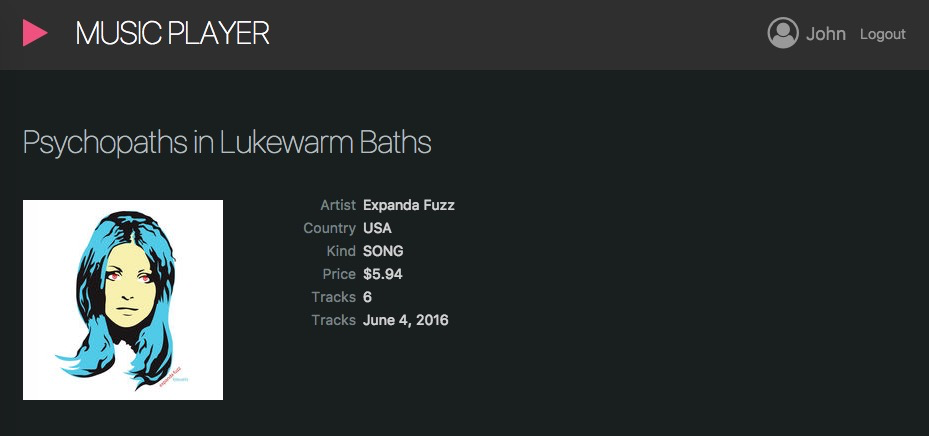 MUSIC PLAYER
John
Logout
Psychopaths in Lukewarm Baths
Artist Expanda Fuzz
Country USA
Kind SONG
Price $5.94
Tracks 6
Tracks June 4, 2016
expanda fuzz